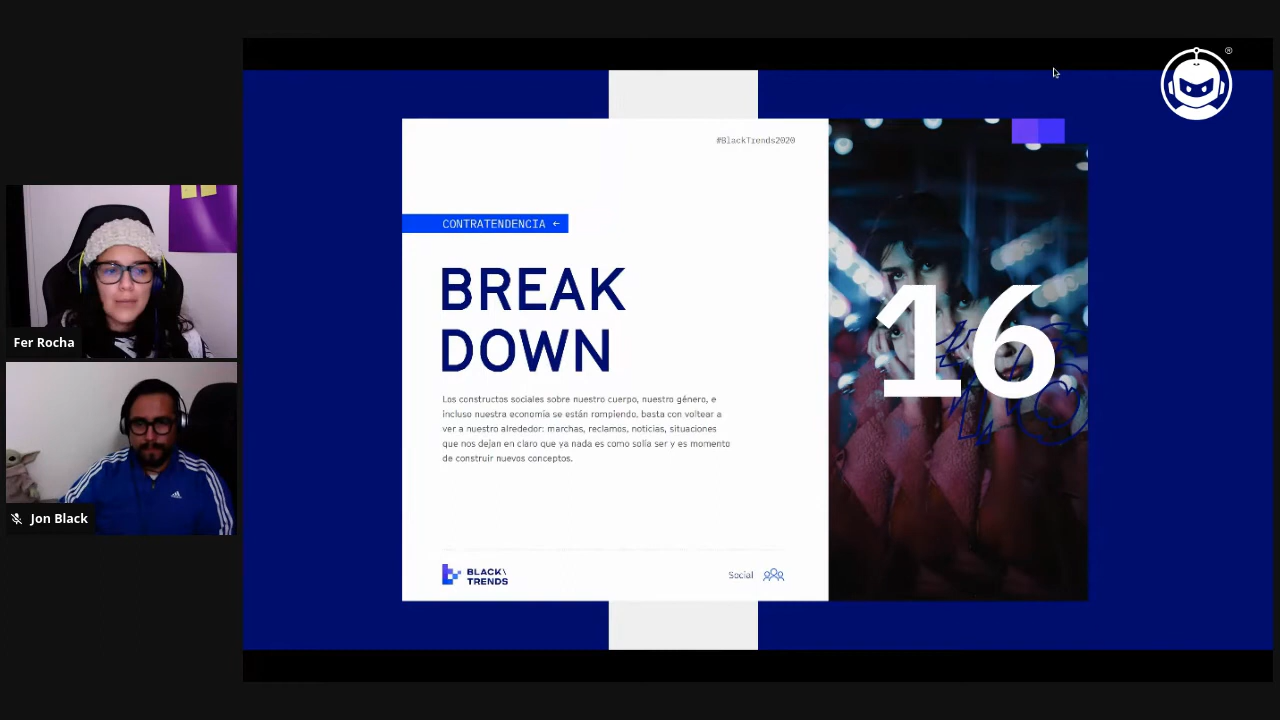 ®
#BlackTrends2020
CONTRATENDENCIA ←
BREAK
DOWN
16
Los constructos sociales sobre nuestro cuerpo, nuestro género, e
incluso nuestra economía se están rompiendo, basta con voltear a
ver a nuestro alrededor: marchas, reclamos, noticias, situaciones
que nos dejan en claro que ya nada es como solía ser y es momento
de construir nuevos conceptos.
BLACK\
TRENDS
Social
Fer Rocha
Jon Black
adidas